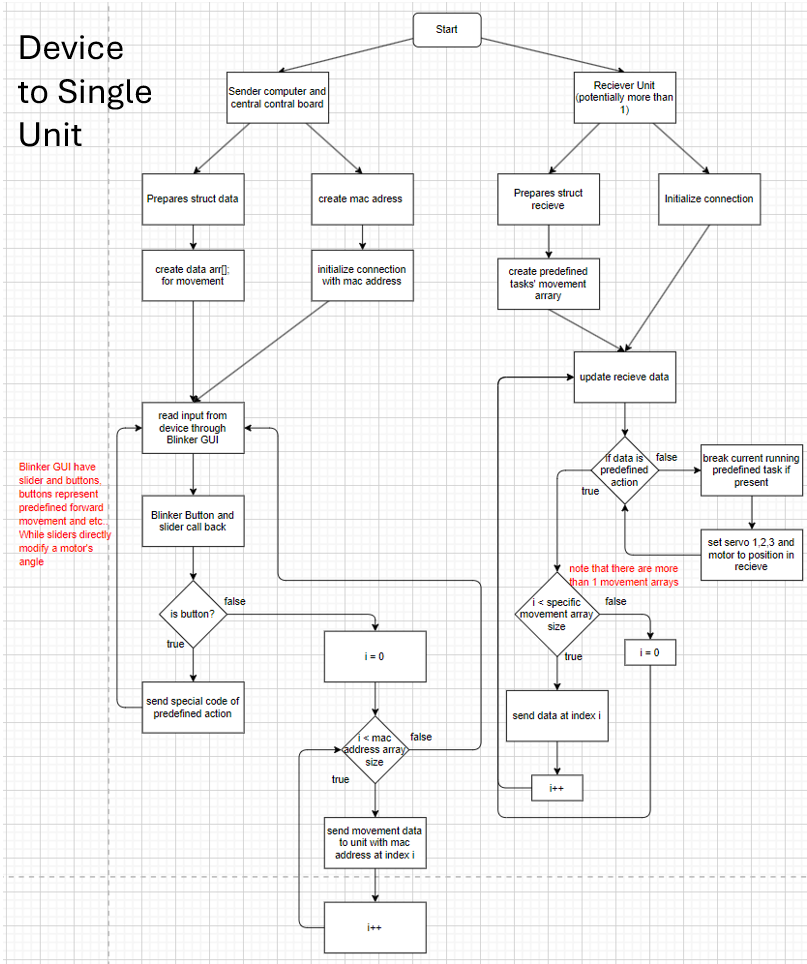 Device
to Single
Unit
Start
Sender computer and
central contral board
Reciever Unit
(potentially more than
1)
Prepares struct data
create mac adress
Prepares struct
recieve
Initialize connection
create data arr[];
for movement
initialize connection
with mac address
create predefined
tasks' movement
arrary
update recieve data
read input from
device through
Blinker GUI
if data is
predefined
action
false
true
break current running
predefined task if
present
Blinker GUI have
slider and buttons,
buttons represent
predefined forward
movement and etc..
While sliders directly
modify a motor's
angle
Blinker Button and
slider call back
set servo 1,2,3 and
motor to position in
recieve
note that there are more
than 1 movement arrays
is button?
false
true
i < specific
movement array
size
false
true
i = 0
i = 0
send special code of
predefined action
send data at index i
i < mac
address array
size
false
true
i++
send movement data
to unit with mac
address at index i
i++